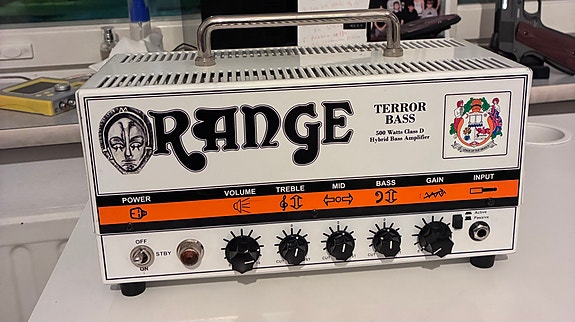 ORANGE
TERROR
BASS
500 Watts Class D
Hybrid Bass Amplifier
POWER
VOLUME
TREBLE
MID
BASS
GAIN
INPUT
OFF
ON
STBY
Active
Passive